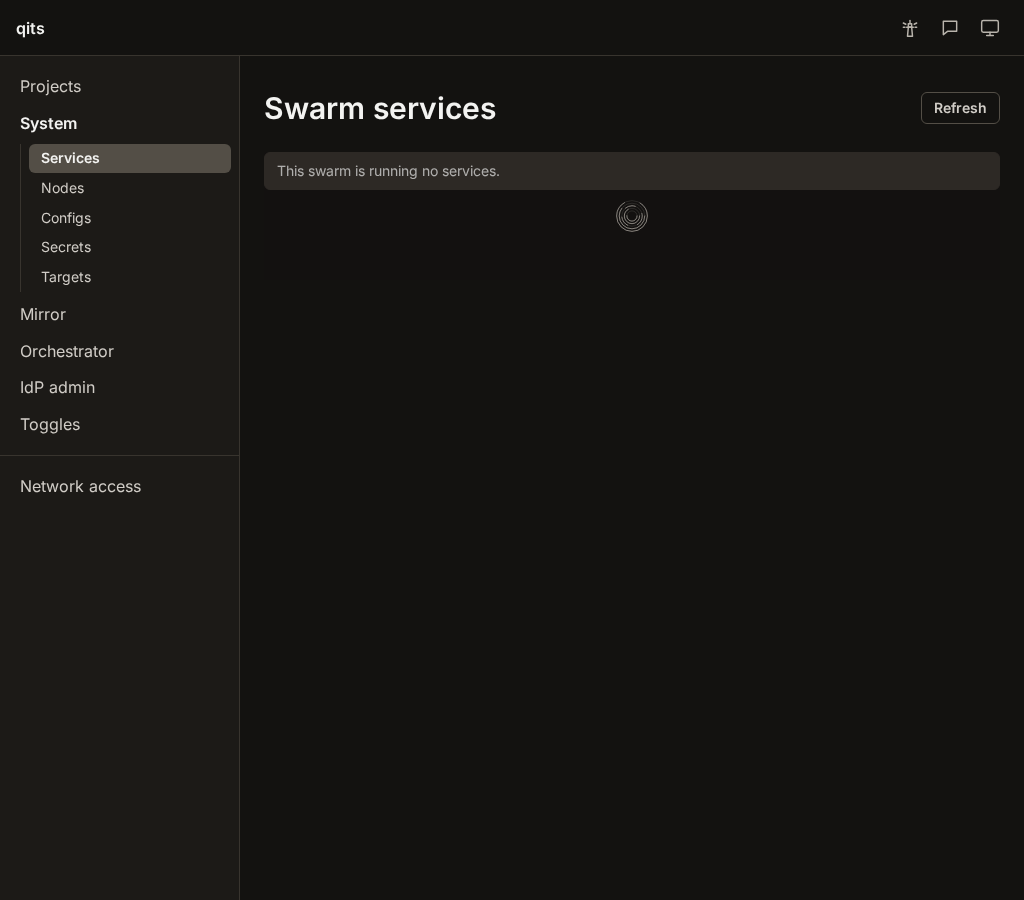 qits
Projects
System
Services
Nodes
Configs
Secrets
Targets
Mirror
Orchestrator
IdP admin
Toggles
Network access
Swarm services
Refresh
This swarm is running no services.